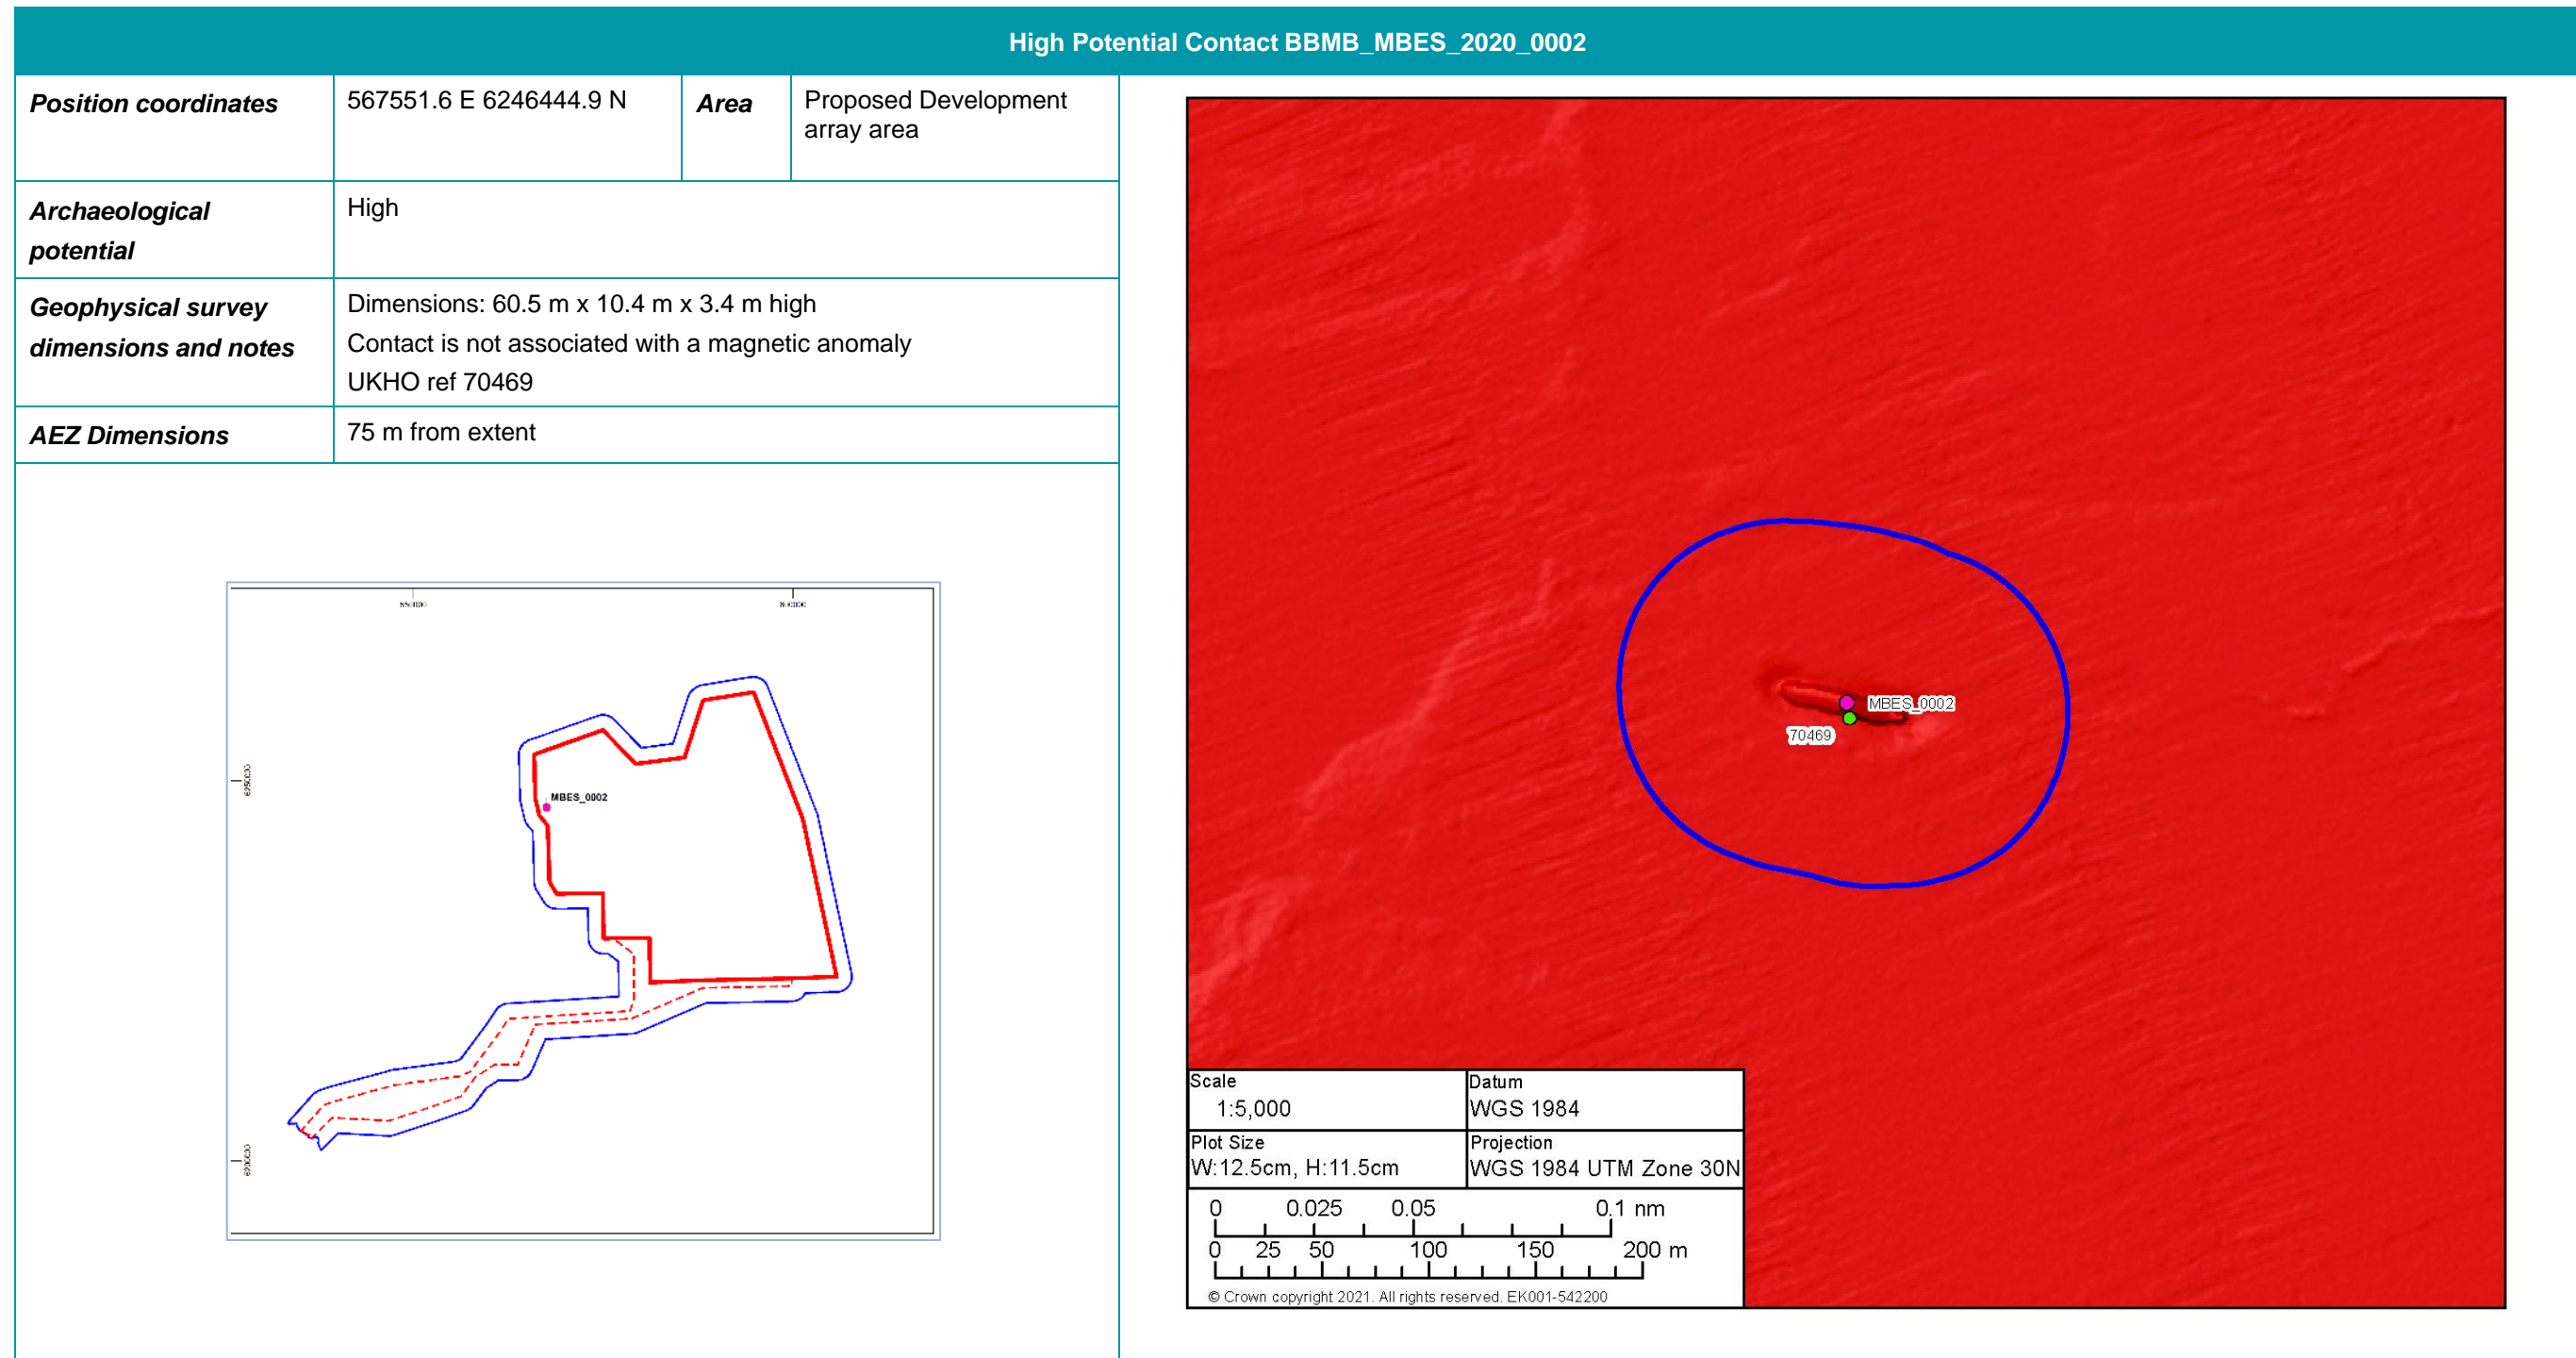 High Potential Contact BBMB_MBES_2020_0002
Position coordinates
567551.6 E 6246444.9 N
Area
Proposed Development
array area
Archaeological
potential
High
Geophysical survey
dimensions and notes
Dimensions: 60.5 m x 10.4 m x 3.4 m high
Contact is not associated with a magnetic anomaly
UKHO ref 70469
AEZ Dimensions
75 m from extent
MBES_0002
MBES_0002
70469
Scale
1:5,000
Datum
WGS 1984
Plot Size
W:12.5cm, H:11.5cm
Projection
WGS 1984 UTM Zone 30N
0 0.025 0.05 0.1 nm
0 25 50 100 150 200 m
© Crown copyright 2021. All rights reserved. EK001-542200